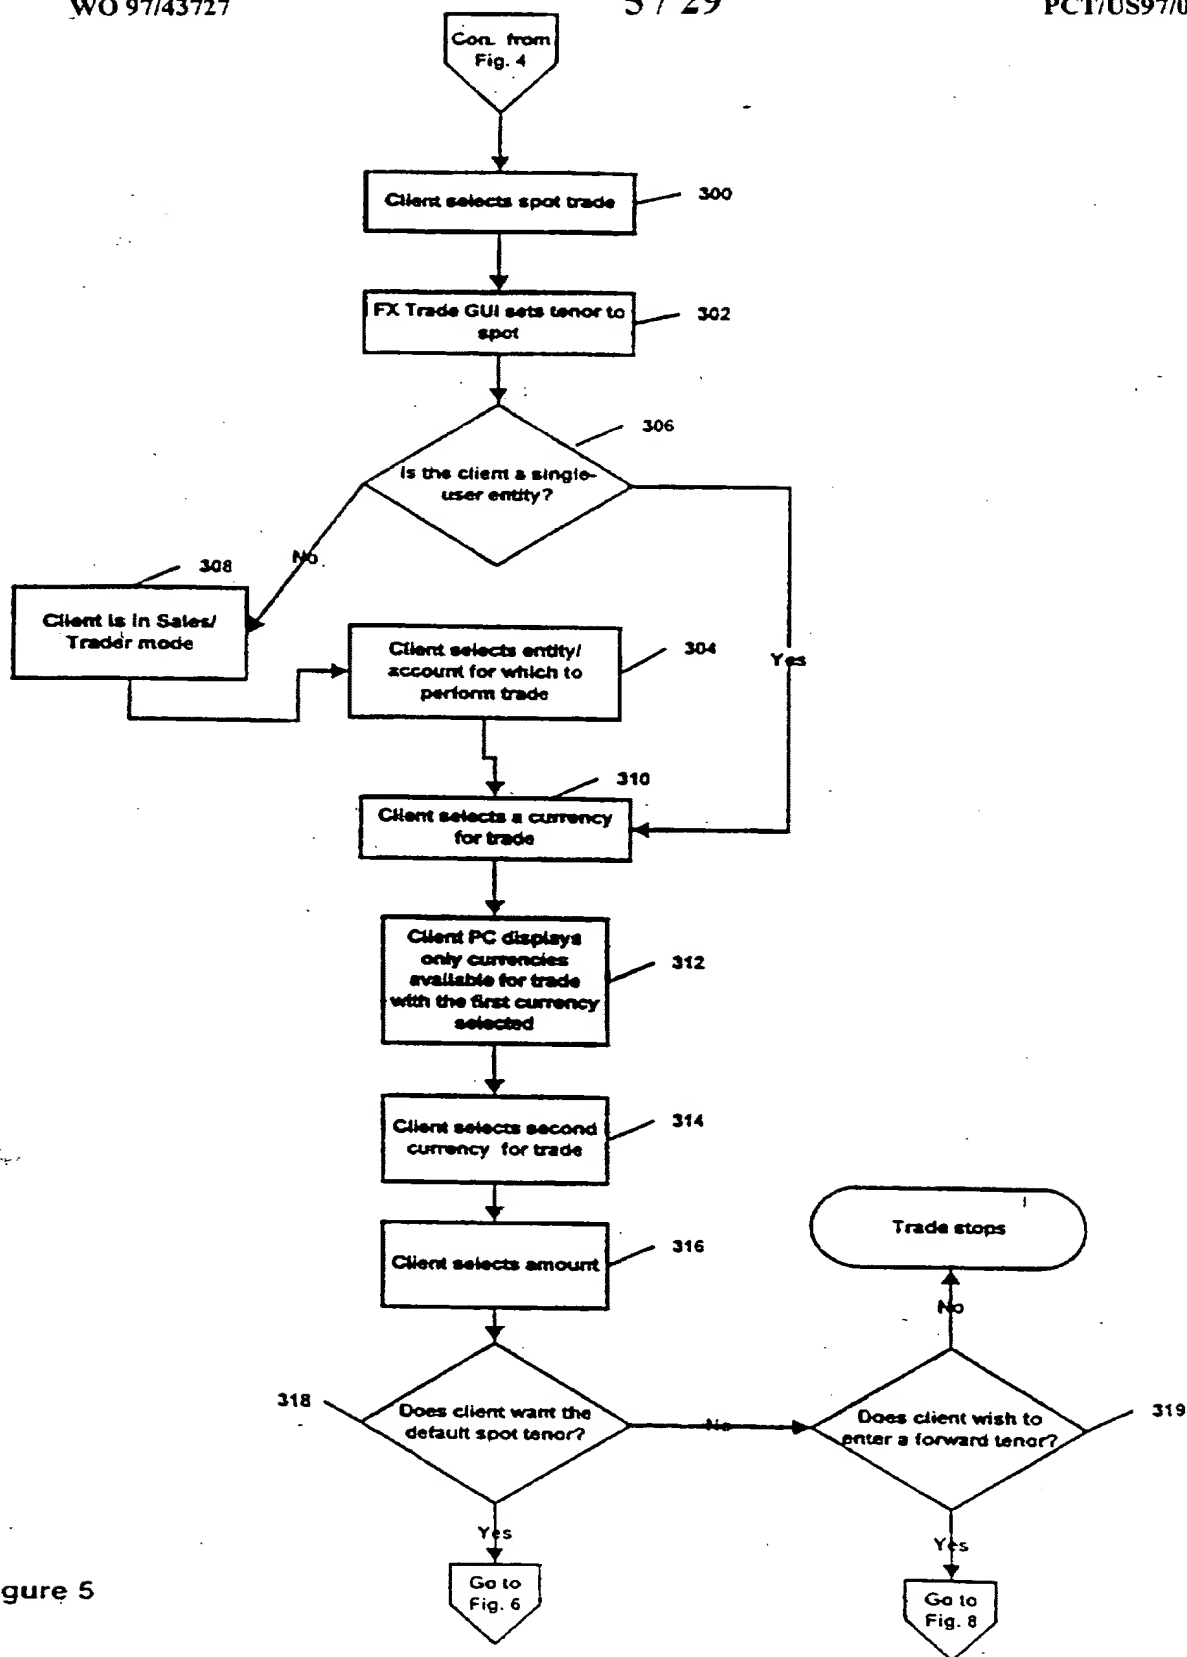 WO 97/43727
5 / 29
PCT/US97/0
Con. from
Fig. 4
Client selects spot trade
300
FX Trade GUI sets tenor to
spot
302
306
Is the client a single-
user entity?
No
308
Client is in Sales/
Trader mode
Client selects entity/
account for which to
perform trade
304
Yes
310
Client selects a currency
for trade
Client PC displays
only currencies
available for trade
with the first currency
selected
312
Client selects second
currency for trade
314
Client selects amount
316
Trade stops
No
318
Does client want the
default spot tenor?
No
Does client wish to
enter a forward tenor?
319
Yes
Yes
Go to
Fig. 6
Go to
Fig. 8
gure 5